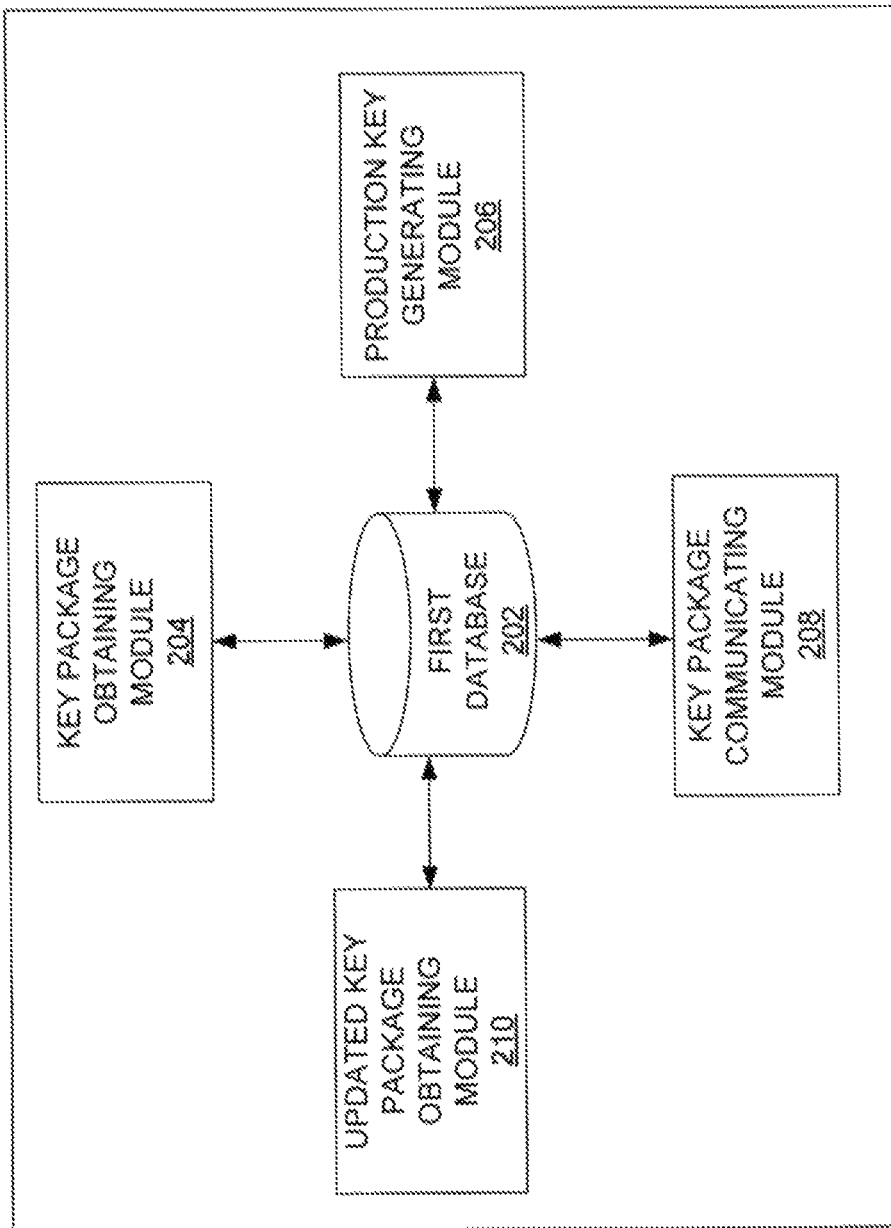 KEY PACKAGE
OBTAINING
MODULE
204
UPDATED KEY
PACKAGE
OBTAINING
MODULE
210
FIRST
DATABASE
202
PRODUCTION KEY
GENERATING
MODULE
206
KEY PACKAGE
COMMUNICATING
MODULE
208